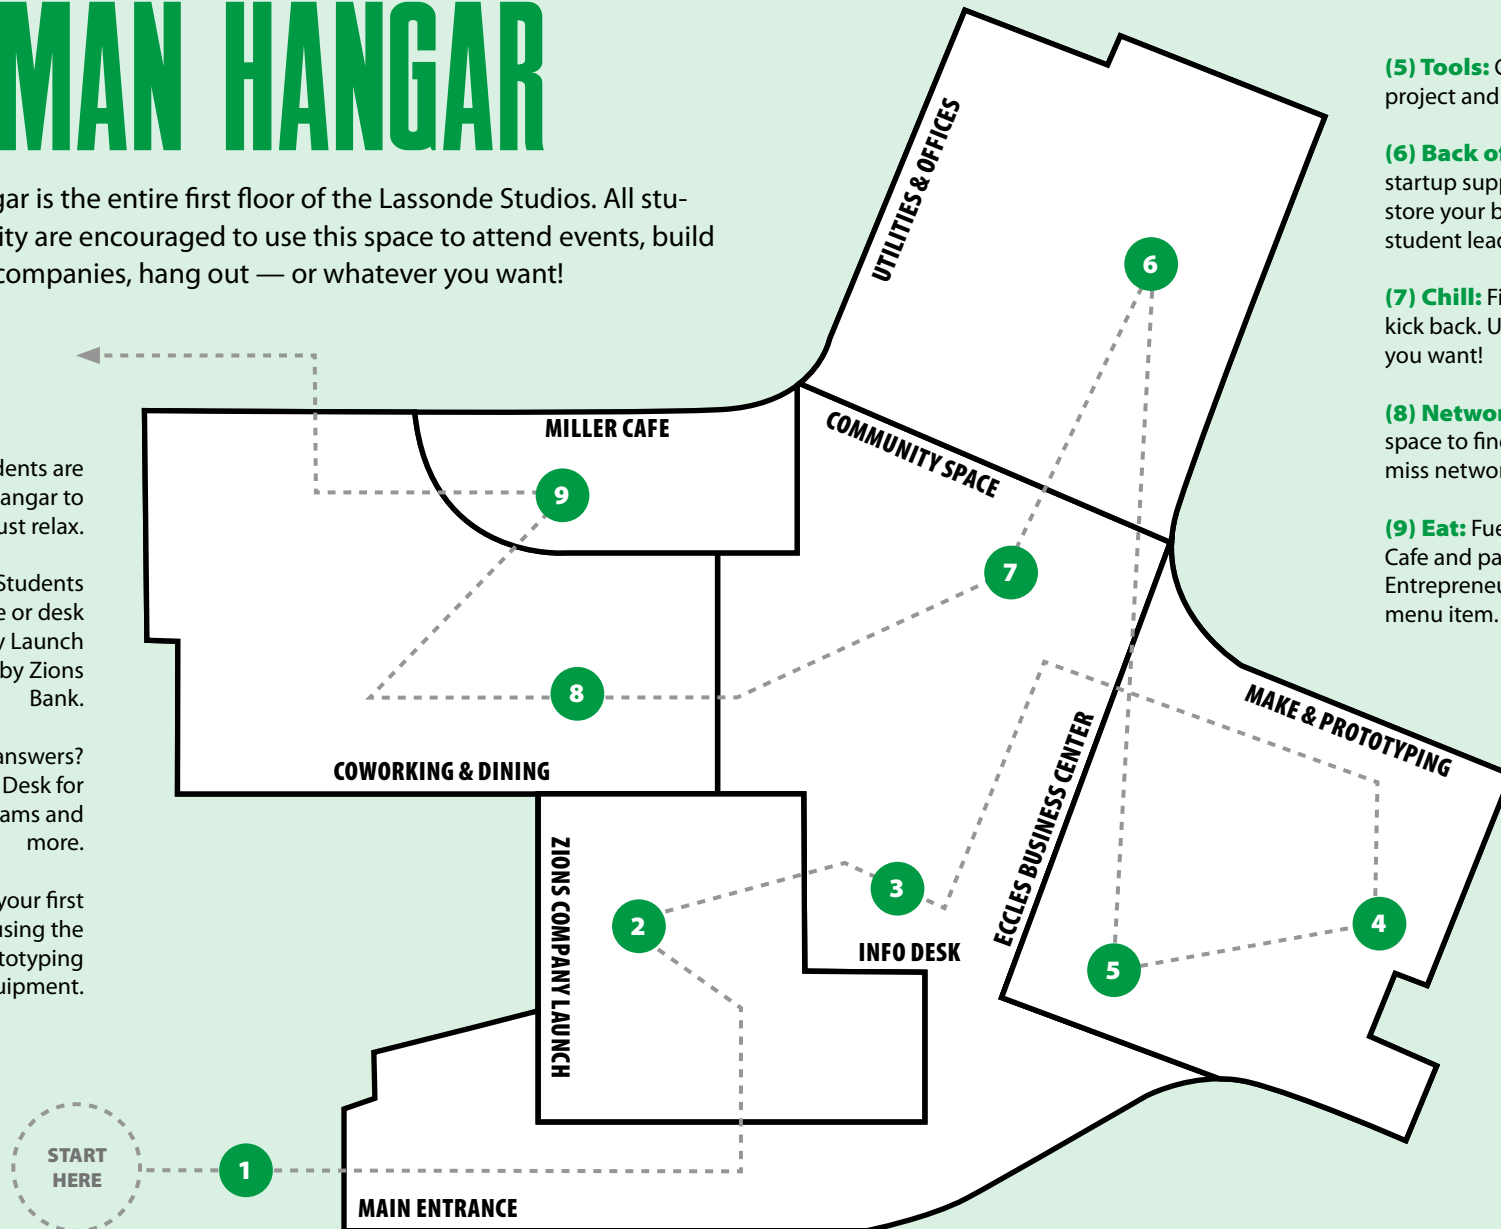 MAN HANGAR
gar is the entire first floor of the Lassonde Studios. All stu-
ity are encouraged to use this space to attend events, build
companies, hang out — or whatever you want!
dents are
angar to
ust relax.
Students
e or desk
y Launch
by Zions
Bank.
answers?
Desk for
ams and
more.
your first
using the
totyping
uipment.
START
HERE
1
MAIN ENTRANCE
2
ZIONS COMPANY LAUNCH
3
INFO DESK
ECCLES BUSINESS CENTER
MAKE & PROTOTYPING
4
5
UTILITIES & OFFICES
6
COMMUNITY SPACE
7
8
COWORKING & DINING
MILLER CAFE
9
(5) Tools:
project and
(6) Back of
startup supp
store your b
student lead
(7) Chill: Fi
kick back. U
you want!
(8) Networ
space to find
miss networ
(9) Eat: Fue
Cafe and pa
Entrepreneu
menu item.